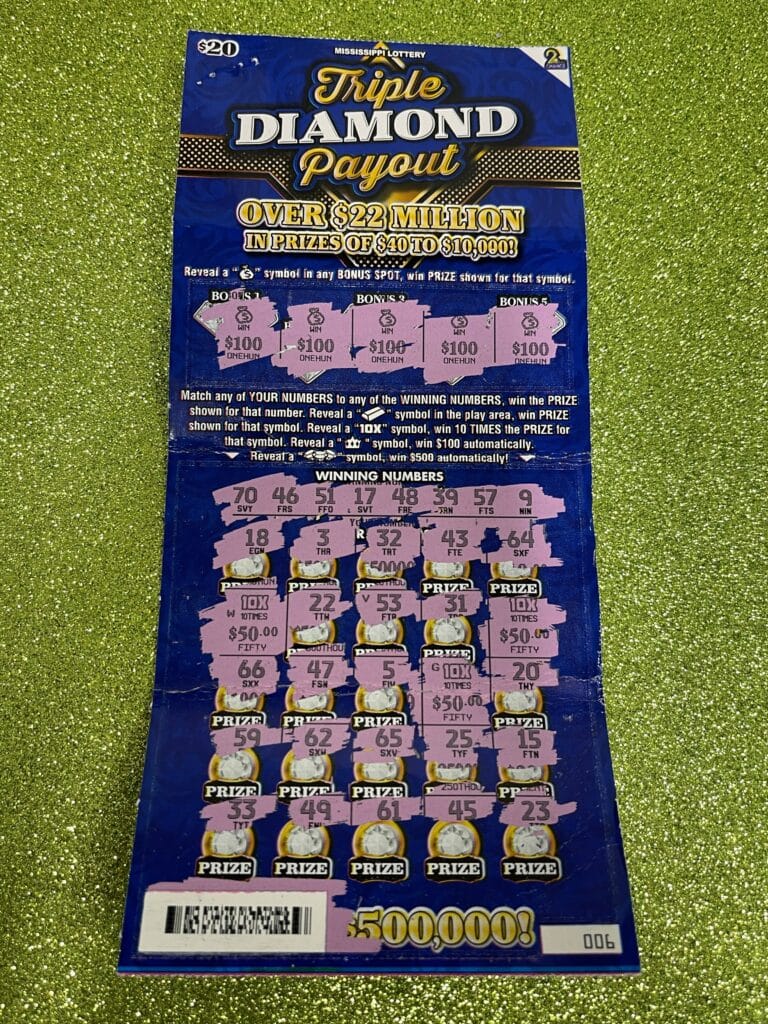 $20
MISSISSIPPI LOTTERY
2
Triple
DIAMOND
Payout
OVER $22 MILLION
IN PRIZES OF $40 TO $10,000!
Reveal a " " symbol in any BONUS SPOT, win PRIZE shown for that symbol.
BONUS 1 BONUS 3 BONUS 5
WIN WIN WIN WIN WIN
$100 $100 $100 $100 $100
ONEHUN ONEHUN ONEHUN ONEHUN ONEHUN
Match any of YOUR NUMBERS to any of the WINNING NUMBERS, win the PRIZE
shown for that number. Reveal a " " symbol in the play area, win PRIZE
shown for that symbol. Reveal a "10X" symbol, win 10 TIMES the PRIZE for
that symbol. Reveal a " " symbol, win $100 automatically.
Reveal a " " symbol, win $500 automatically!
WINNING NUMBERS
70 46 51 17 48 39 57 9
SVY FRS FFO SVT FRE TRN FTS NIN
18 3 32 43 64
EGN THR TRT FTE SXF
PRIZE
W 10X 22 V 53 31 10X
10TIMES TTW FTR 10TIMES
$50.00 $50.00
FIFTY PRIZE FIFTY
66 47 5 G 10X 20
SXX FSN FIV 10TIMES TWY
$50.00
PRIZE PRIZE PRIZE FIFTY PRIZE
59 62 65 25 15
SXW SXV TYF FTN
250THOU
PRIZE PRIZE PRIZE
33 49 61 45 23
TYT
PRIZE PRIZE PRIZE PRIZE PRIZE
$500,000!
006